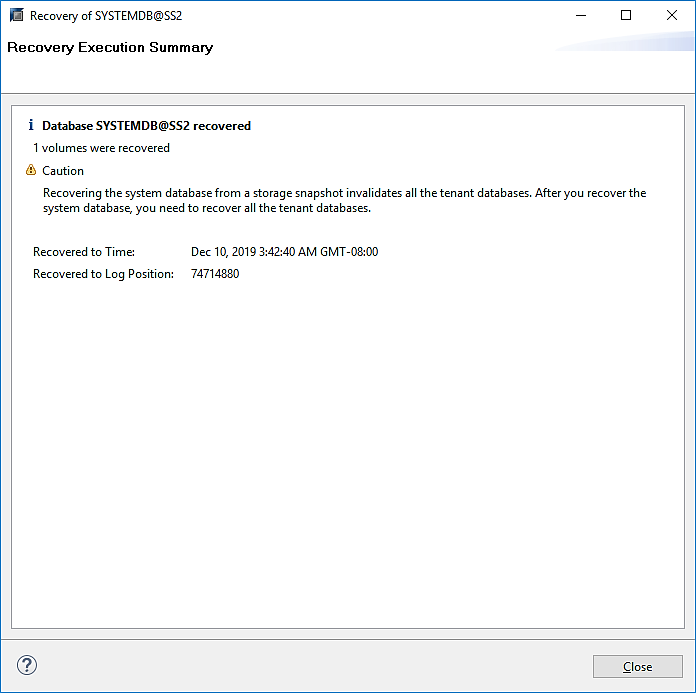 Recovery of SYSTEMDB@SS2
Recovery Execution Summary
Database SYSTEMDB@SS2 recovered
1 volumes were recovered
Caution
Recovering the system database from a storage snapshot invalidates all the tenant databases. After you recover the
system database, you need to recover all the tenant databases.
Recovered to Time: Dec 10, 2019 3:42:40 AM GMT-08:00
Recovered to Log Position: 74714880
Close